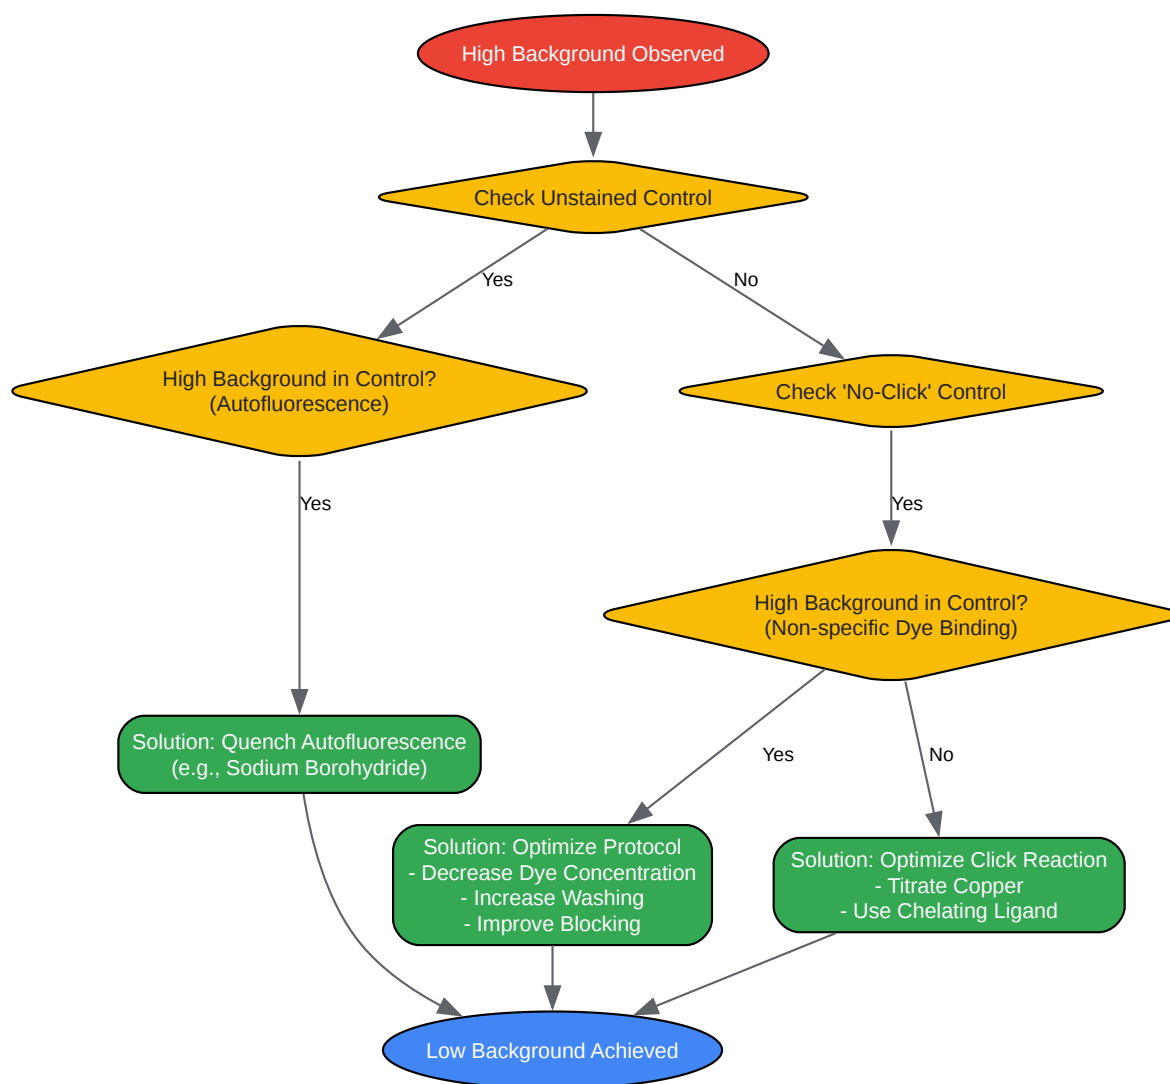 High Background Observed
Check Unstained Control
Yes
No
High Background in Control?
(Autofluorescence)
Check 'No-Click' Control
Yes
Yes
High Background in Control?
(Non-specific Dye Binding)
Solution: Quench Autofluorescence
(e.g., Sodium Borohydride)
Yes
No
Solution: Optimize Protocol
- Decrease Dye Concentration
- Increase Washing
- Improve Blocking
Solution: Optimize Click Reaction
- Titrate Copper
- Use Chelating Ligand
Low Background Achieved